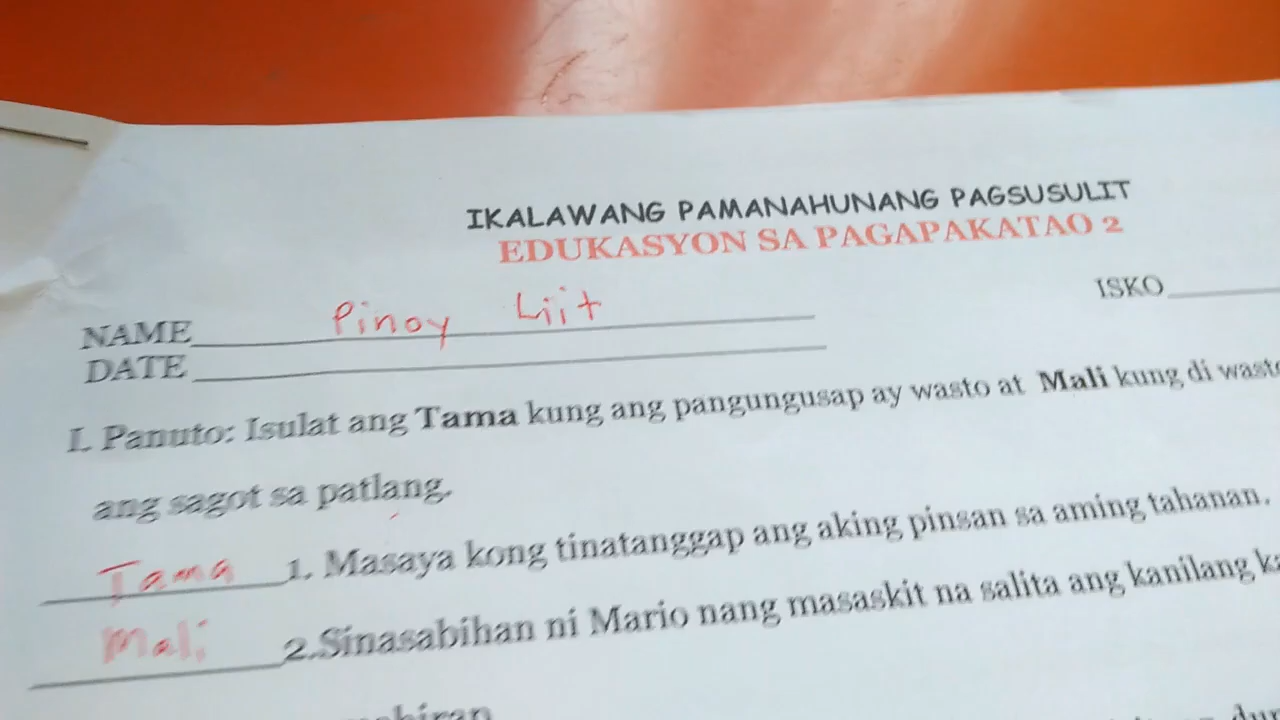 IKALAWANG PAMANAHUNANG PAGSUSULIT
EDUKASYON SA PAGAPAKATAO 2
NAME Pinoy Liit ISKO
DATE
I. Panuto: Isulat ang Tama kung ang pangungusap ay wasto at Mali kung di
ang sagot sa patlang.
Tama 1. Masaya kong tinatanggap ang aking pinsan sa aming tahanan.
Mali 2.Sinasabihan ni Mario nang masaskit na salita ang kanilang